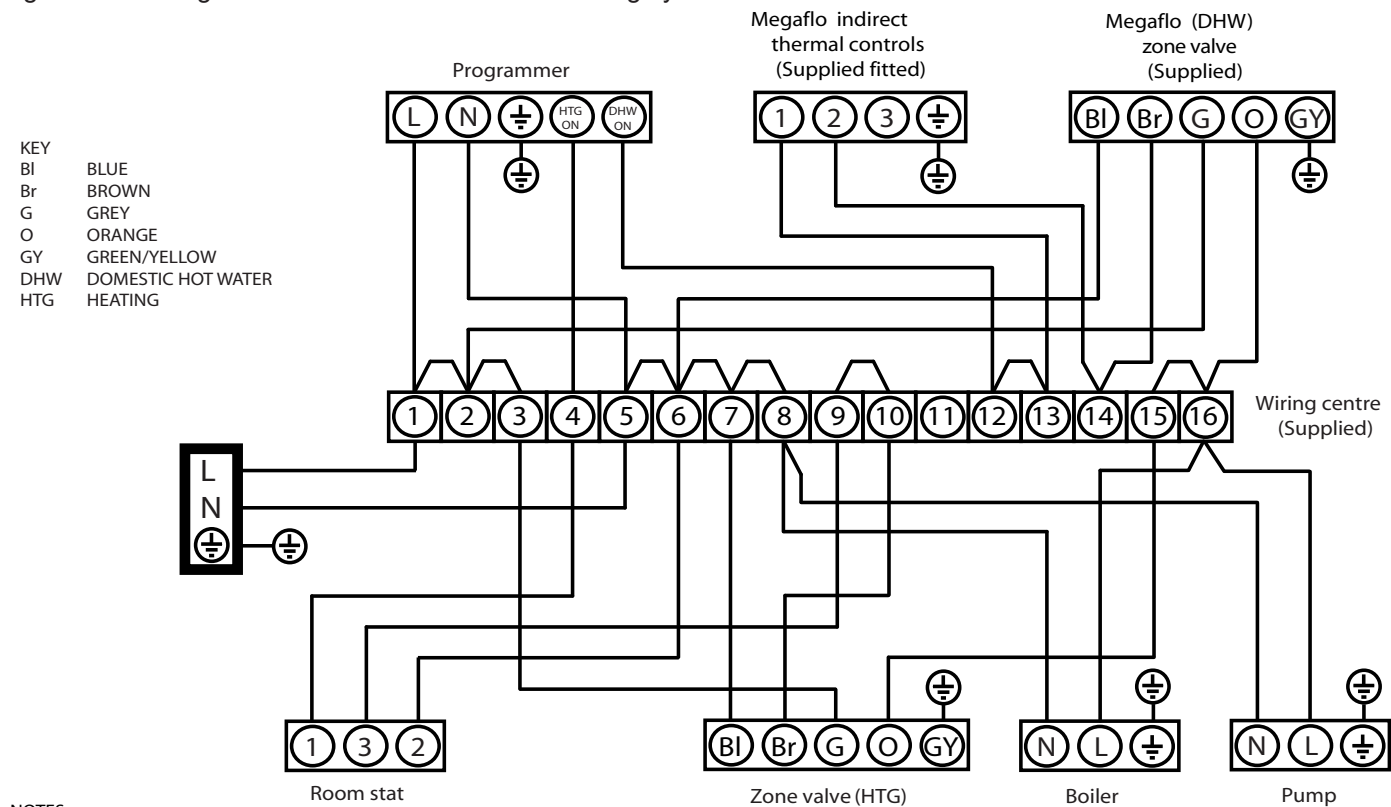 Megaflo indirect
thermal controls
(Supplied fitted)
Megaflo (DHW)
zone valve
(Supplied)
Programmer
L N HTG ON DHW ON
1 2 3
Bl Br G O GY
KEY
Bl BLUE
Br BROWN
G GREY
O ORANGE
GY GREEN/YELLOW
DHW DOMESTIC HOT WATER
HTG HEATING
1 2 3 4 5 6 7 8 9 10 11 12 13 14 15 16
Wiring centre
(Supplied)
L
N
1 3 2
Room stat
Bl Br G O GY
Zone valve (HTG)
N L
Boiler
N L
Pump